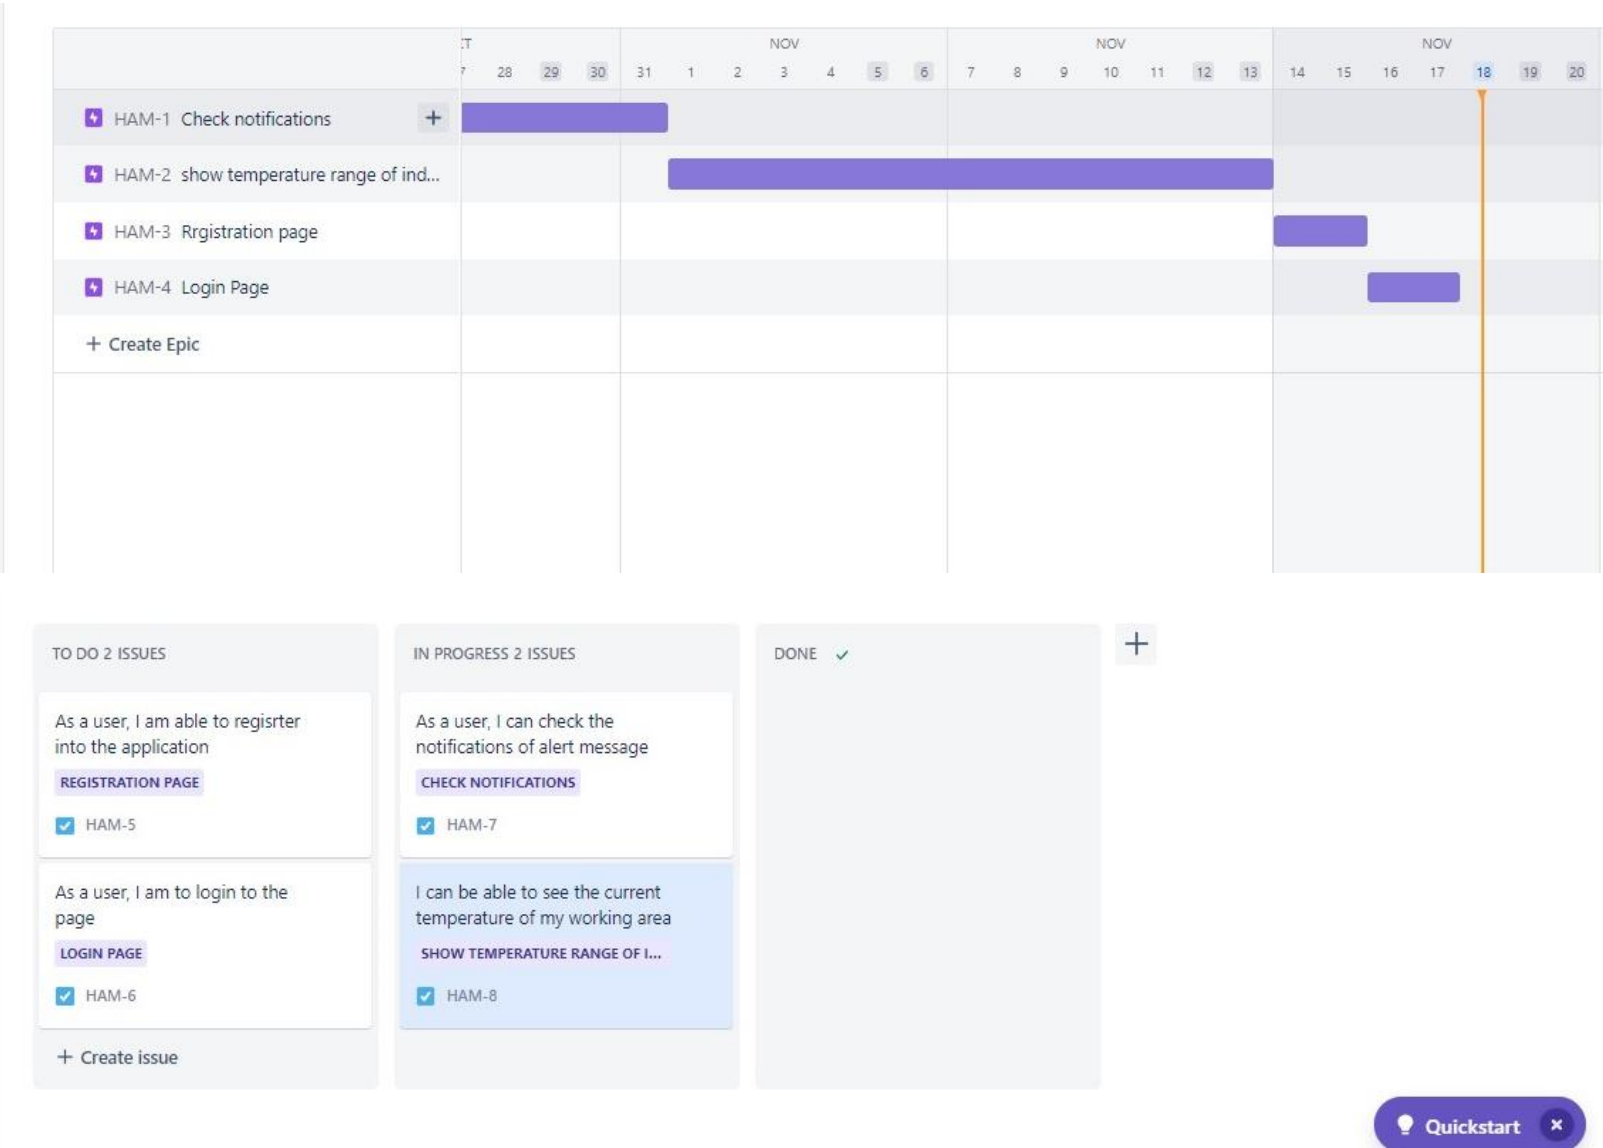 CT NOV NOV NOV
7 28 29 30 31 1 2 3 4 5 6 7 8 9 10 11 12 13 14 15 16 17 18 19 20
HAM-1 Check notifications +
HAM-2 show temperature range of ind...
HAM-3 Rrgistration page
HAM-4 Login Page
+ Create Epic
TO DO 2 ISSUES
As a user, I am able to regisrter
into the application
REGISTRATION PAGE
HAM-5
As a user, I am to login to the
page
LOGIN PAGE
HAM-6
+ Create issue
IN PROGRESS 2 ISSUES
As a user, I can check the
notifications of alert message
CHECK NOTIFICATIONS
HAM-7
I can be able to see the current
temperature of my working area
SHOW TEMPERATURE RANGE OF I...
HAM-8
DONE
+
Quickstart